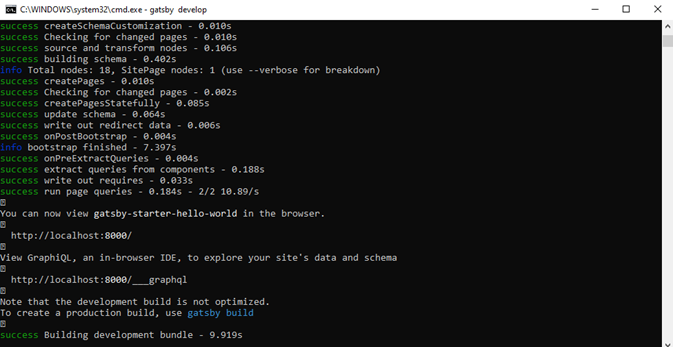 C:\WINDOWS\system32\cmd.exe - gatsby  develop
success createSchemaCustomization - 0.010s
success Checking for changed pages - 0.010s
success source and transform nodes - 0.106s
success building schema - 0.402s
info Total nodes: 18, SitePage nodes: 1 (use --verbose for breakdown)
success createPages - 0.010s
success Checking for changed pages - 0.002s
success createPagesStatefully - 0.085s
success update schema - 0.064s
success write out redirect data - 0.006s
success onPostBootstrap - 0.004s
info bootstrap finished - 7.397s
success onPreExtractQueries - 0.004s
success extract queries from components - 0.188s
success write out requires - 0.033s
success run page queries - 0.184s - 2/2 10.89/s
You can now view gatsby-starter-hello-world in the browser.
http://localhost:8000/
View GraphiQL, an in-browser IDE, to explore your site's data and schema
http://localhost:8000/___graphql
Note that the development build is not optimized.
To create a production build, use gatsby build
success Building development bundle - 9.919s